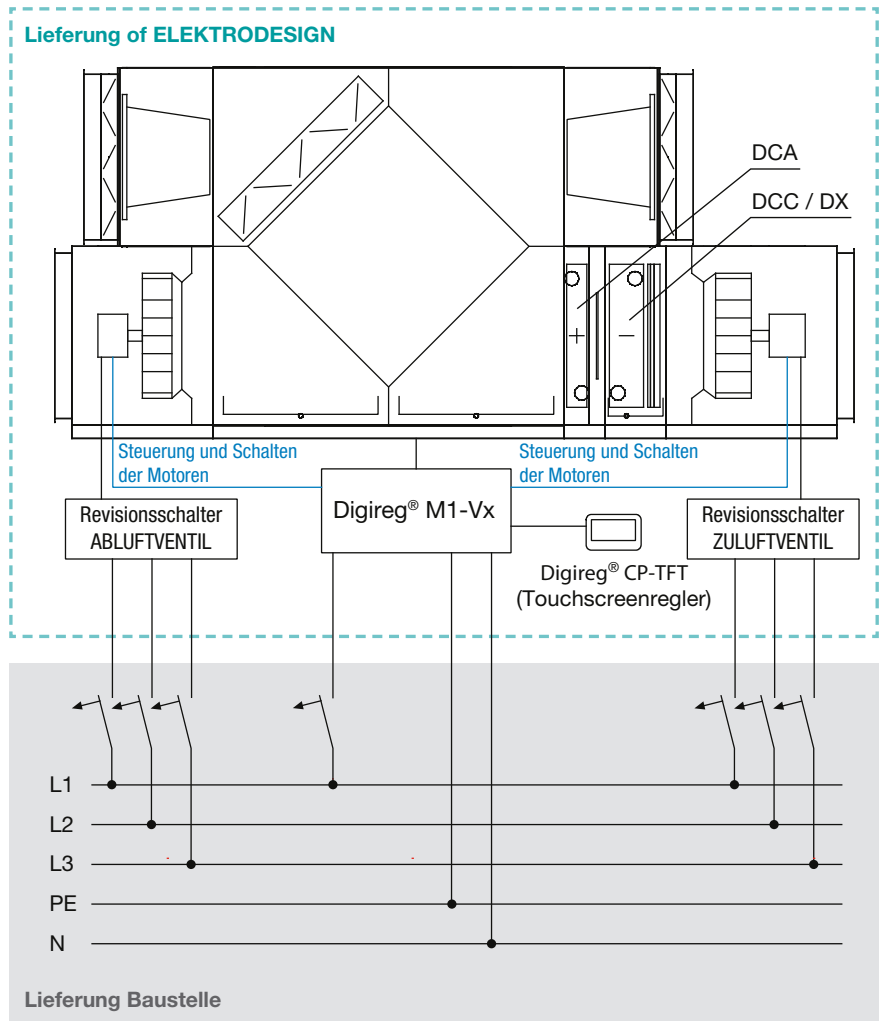 Lieferung of ELEKTRODESIGN
DCA
DCC / DX
+
−
Steuerung und Schalten
der Motoren
Steuerung und Schalten
der Motoren
Revisionsschalter
ABLUFTVENTIL
Digireg® M1-Vx
Revisionsschalter
ZULUFTVENTIL
Digireg® CP-TFT
(Touchscreenregler)
L1
L2
L3
PE
N
Lieferung Baustelle